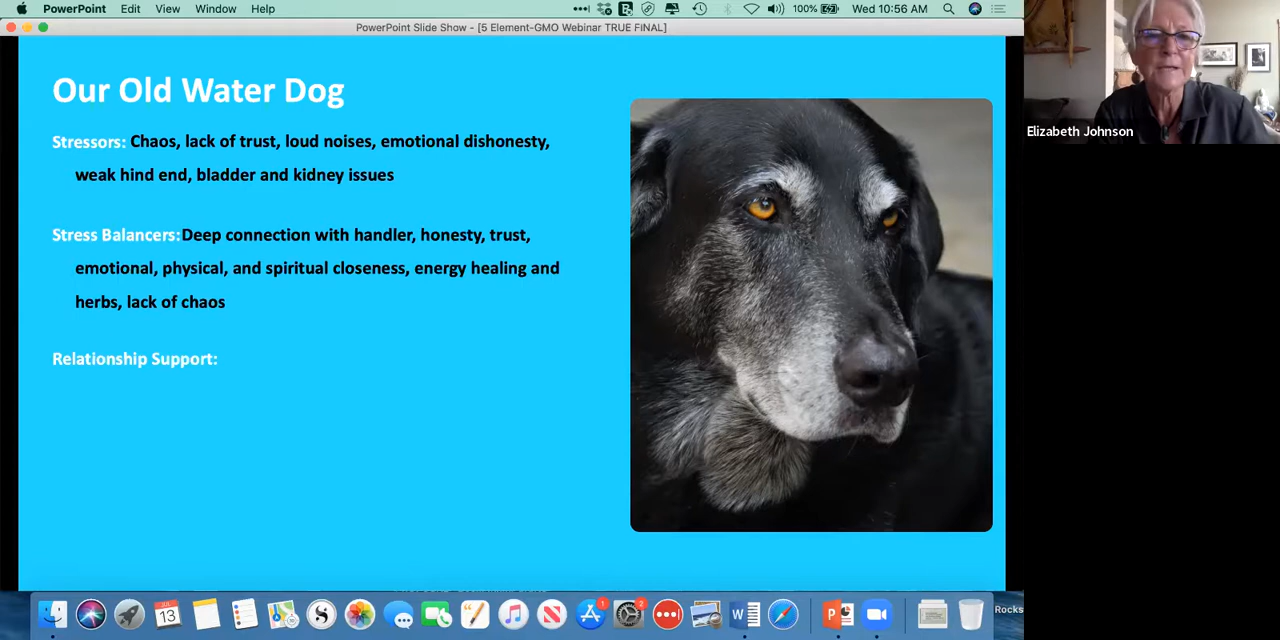 PowerPoint Edit View Window Help 100% Wed 10:56 AM
PowerPoint Slide Show - [5 Element-GMO Webinar TRUE FINAL]
Our Old Water Dog
Stressors: Chaos, lack of trust, loud noises, emotional dishonesty,
weak hind end, bladder and kidney issues
Stress Balancers:Deep connection with handler, honesty, trust,
emotional, physical, and spiritual closeness, energy healing and
herbs, lack of chaos
Relationship Support:
Elizabeth Johnson
JUL
13
1
2
Rocks